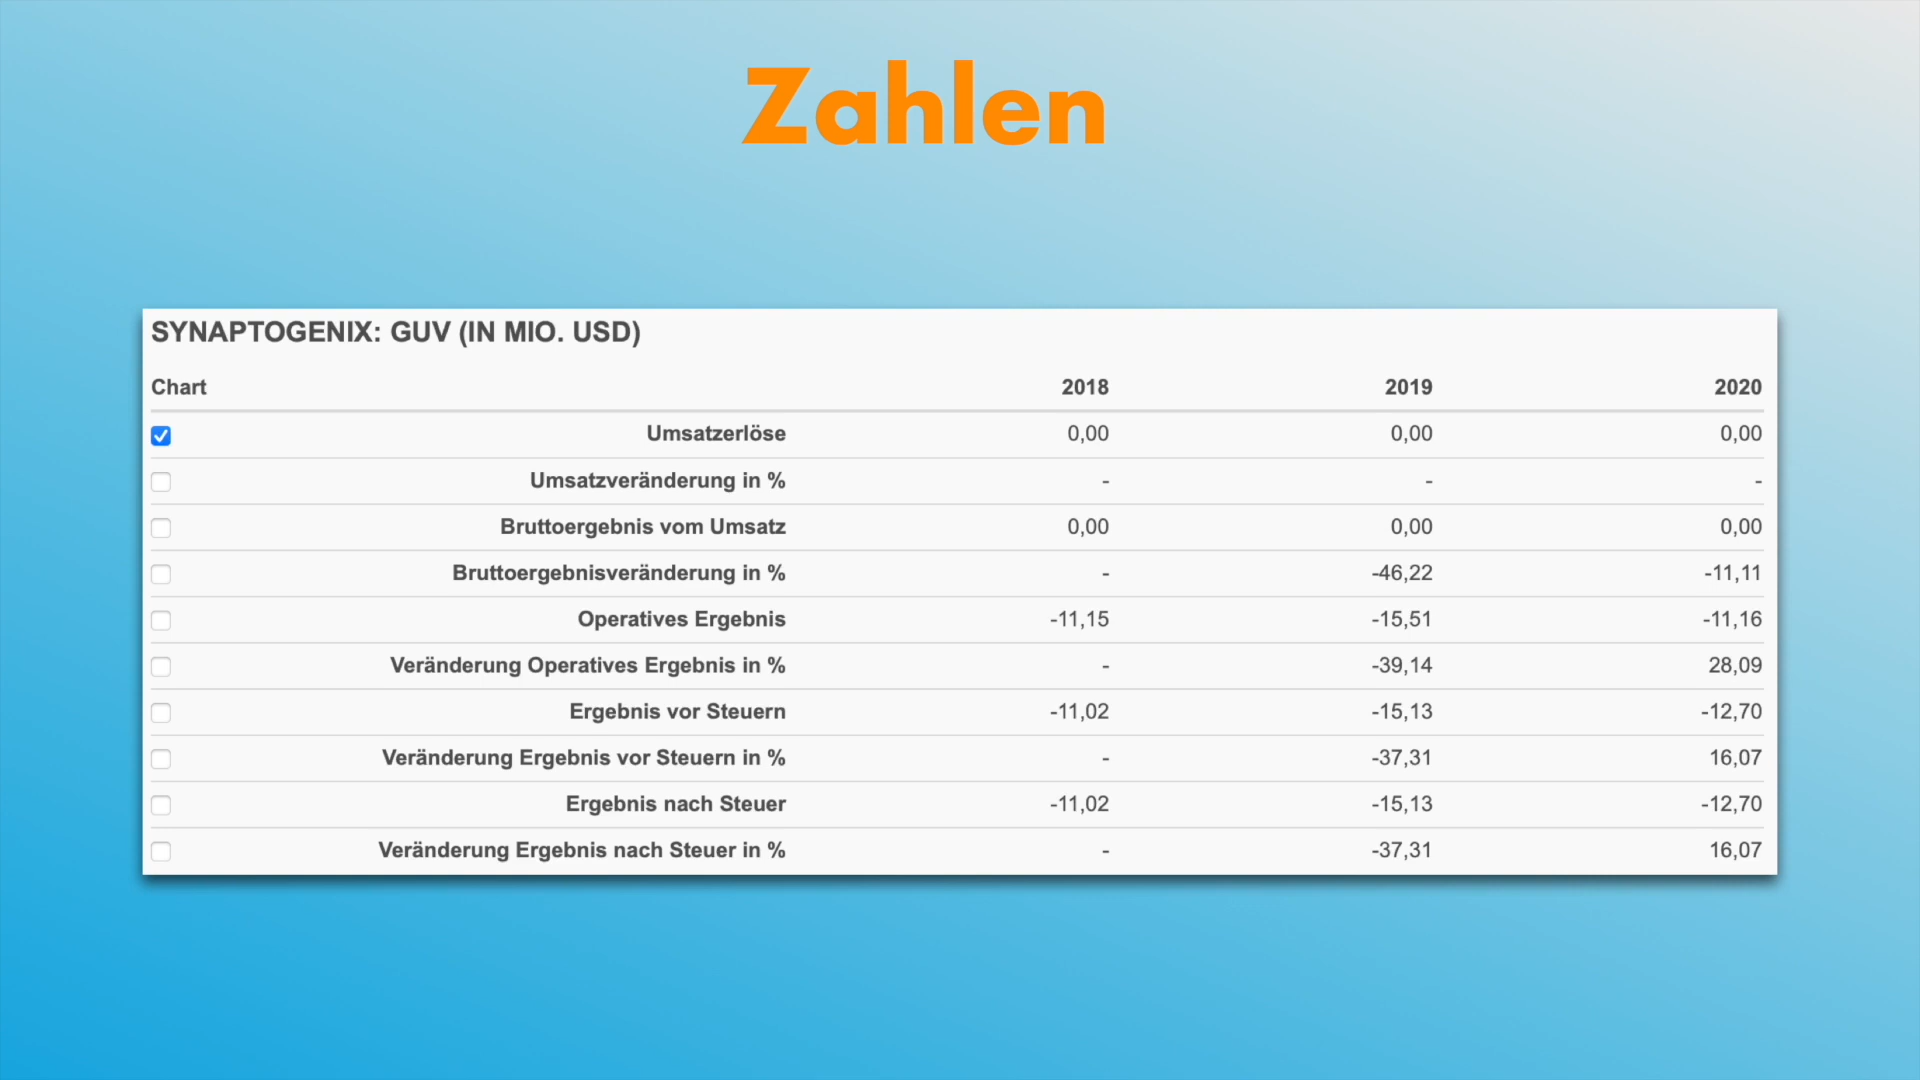 Zahlen
SYNAPTOGENIX: GUV (IN MIO. USD)
Chart 2018 2019 2020
Umsatzerlöse 0,00 0,00 0,00
Umsatzveränderung in % - - -
Bruttoergebnis vom Umsatz 0,00 0,00 0,00
Bruttoergebnisveränderung in % - -46,22 -11,11
Operatives Ergebnis -11,15 -15,51 -11,16
Veränderung Operatives Ergebnis in % - -39,14 28,09
Ergebnis vor Steuern -11,02 -15,13 -12,70
Veränderung Ergebnis vor Steuern in % - -37,31 16,07
Ergebnis nach Steuer -11,02 -15,13 -12,70
Veränderung Ergebnis nach Steuer in % - -37,31 16,07